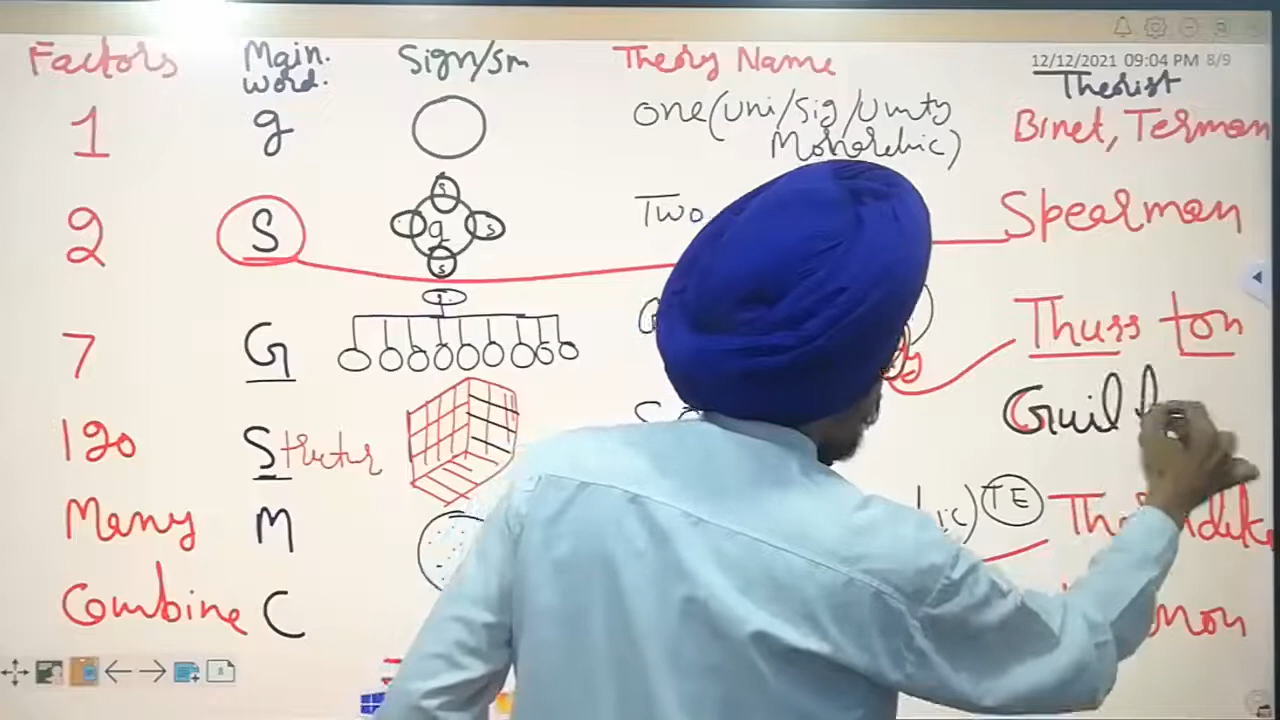 Factors Main. word. Sign/sm Theory Name 12/12/2021 09:04 PM 8/9 Theorist
1 g one (Uni/Sig/Unity Binet, Terman
Monarchic)
2 S s g s s Two Spearman
7 G Thurs ton
120 Structur Guil
Many M TE
Combine C